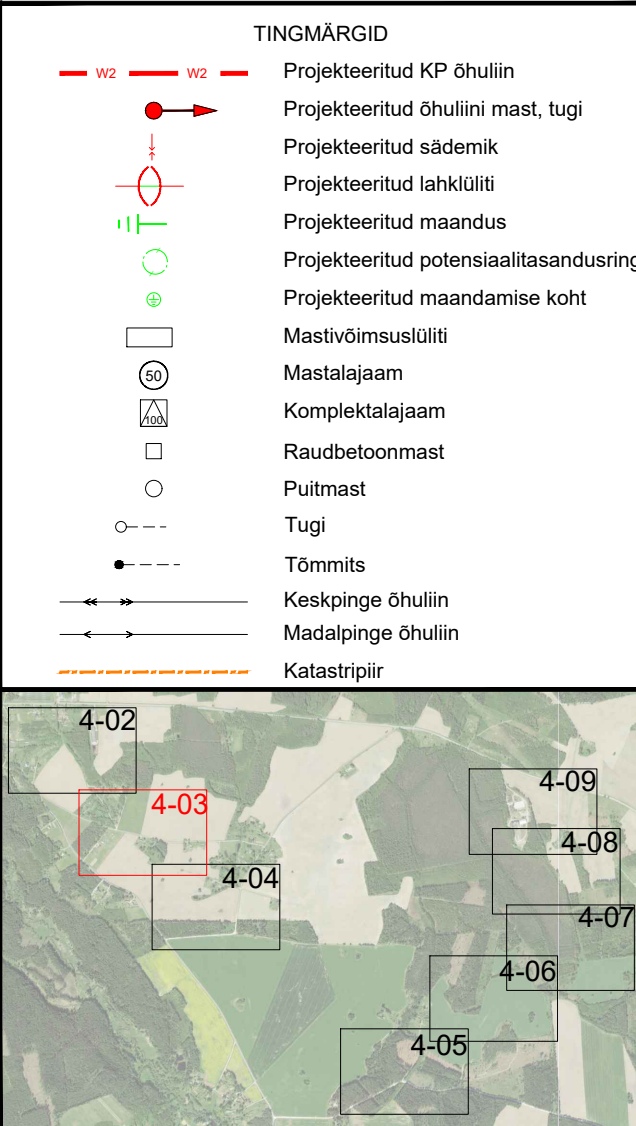 TINGMÄRGID
W2 W2 Projekteeritud KP õhuliin
Projekteeritud õhuliini mast, tugi
Projekteeritud sädemik
Projekteeritud lahklüliti
Projekteeritud maandus
Projekteeritud potensiaalitasandusring
Projekteeritud maandamise koht
Mastivõimsuslüliti
50 Mastalajaam
100 Komplektalajaam
Raudbetoonmast
Puitmast
Tugi
Tõmmits
Keskpinge õhuliin
Madalpinge õhuliin
Katastripiir
4-02
4-03
4-09
4-08
4-04
4-07
4-06
4-05